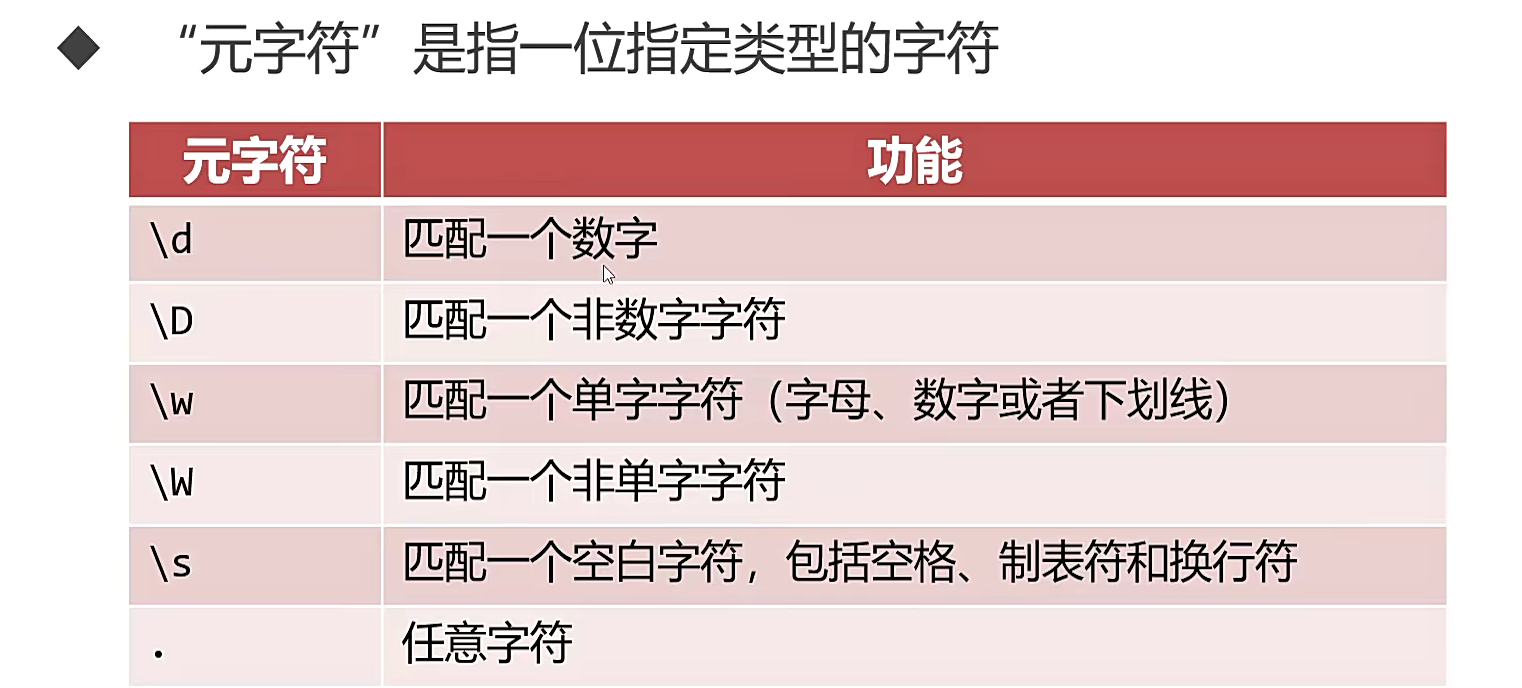 ◆ “元字符”是指一位指定类型的字符
元字符 功能
\d 匹配一个数字
\D 匹配一个非数字字符
\w 匹配一个单字字符（字母、数字或者下划线）
\W 匹配一个非单字字符
\s 匹配一个空白字符，包括空格、制表符和换行符
. 任意字符